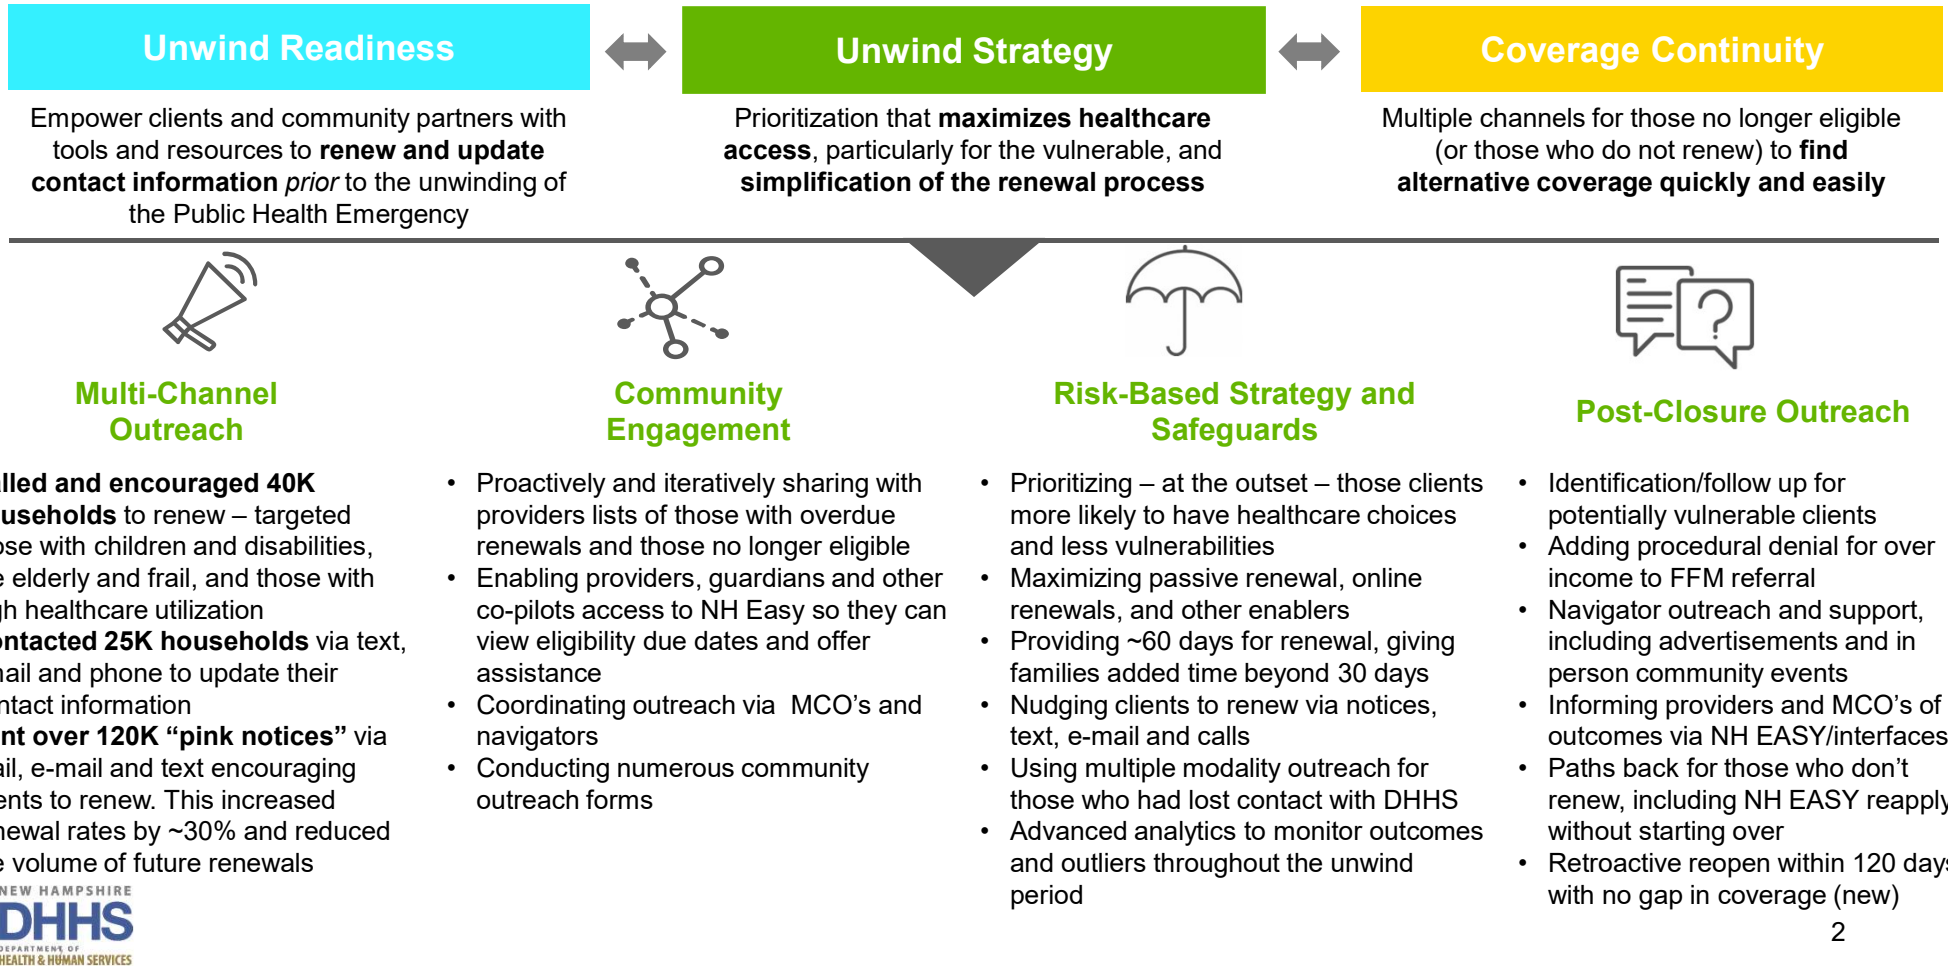 Unwind Readiness
Unwind Strategy
Coverage Continuity
Empower clients and community partners with
tools and resources to renew and update
contact information prior to the unwinding of
the Public Health Emergency
Prioritization that maximizes healthcare
access, particularly for the vulnerable, and
simplification of the renewal process
Multiple channels for those no longer eligible
(or those who do not renew) to find
alternative coverage quickly and easily
Multi-Channel
Outreach
alled and encouraged 40K
useholds to renew – targeted
ose with children and disabilities,
e elderly and frail, and those with
gh healthcare utilization
ontacted 25K households via text,
mail and phone to update their
ntact information
nt over 120K “pink notices” via
ail, e-mail and text encouraging
ents to renew. This increased
newal rates by ~30% and reduced
e volume of future renewals
Community
Engagement
• Proactively and iteratively sharing with
providers lists of those with overdue
renewals and those no longer eligible
• Enabling providers, guardians and other
co-pilots access to NH Easy so they can
view eligibility due dates and offer
assistance
• Coordinating outreach via  MCO’s and
navigators
• Conducting numerous community
outreach forms
Risk-Based Strategy and
Safeguards
• Prioritizing – at the outset – those clients
more likely to have healthcare choices
and less vulnerabilities
• Maximizing passive renewal, online
renewals, and other enablers
• Providing ~60 days for renewal, giving
families added time beyond 30 days
• Nudging clients to renew via notices,
text, e-mail and calls
• Using multiple modality outreach for
those who had lost contact with DHHS
• Advanced analytics to monitor outcomes
and outliers throughout the unwind
period
Post-Closure Outreach
• Identification/follow up for
potentially vulnerable clients
• Adding procedural denial for over
income to FFM referral
• Navigator outreach and support,
including advertisements and in
person community events
• Informing providers and MCO’s of
outcomes via NH EASY/interfaces
• Paths back for those who don’t
renew, including NH EASY reapply
without starting over
• Retroactive reopen within 120 days
with no gap in coverage (new)
NEW HAMPSHIRE
DHHS
DEPARTMENT OF
HEALTH & HUMAN SERVICES
2